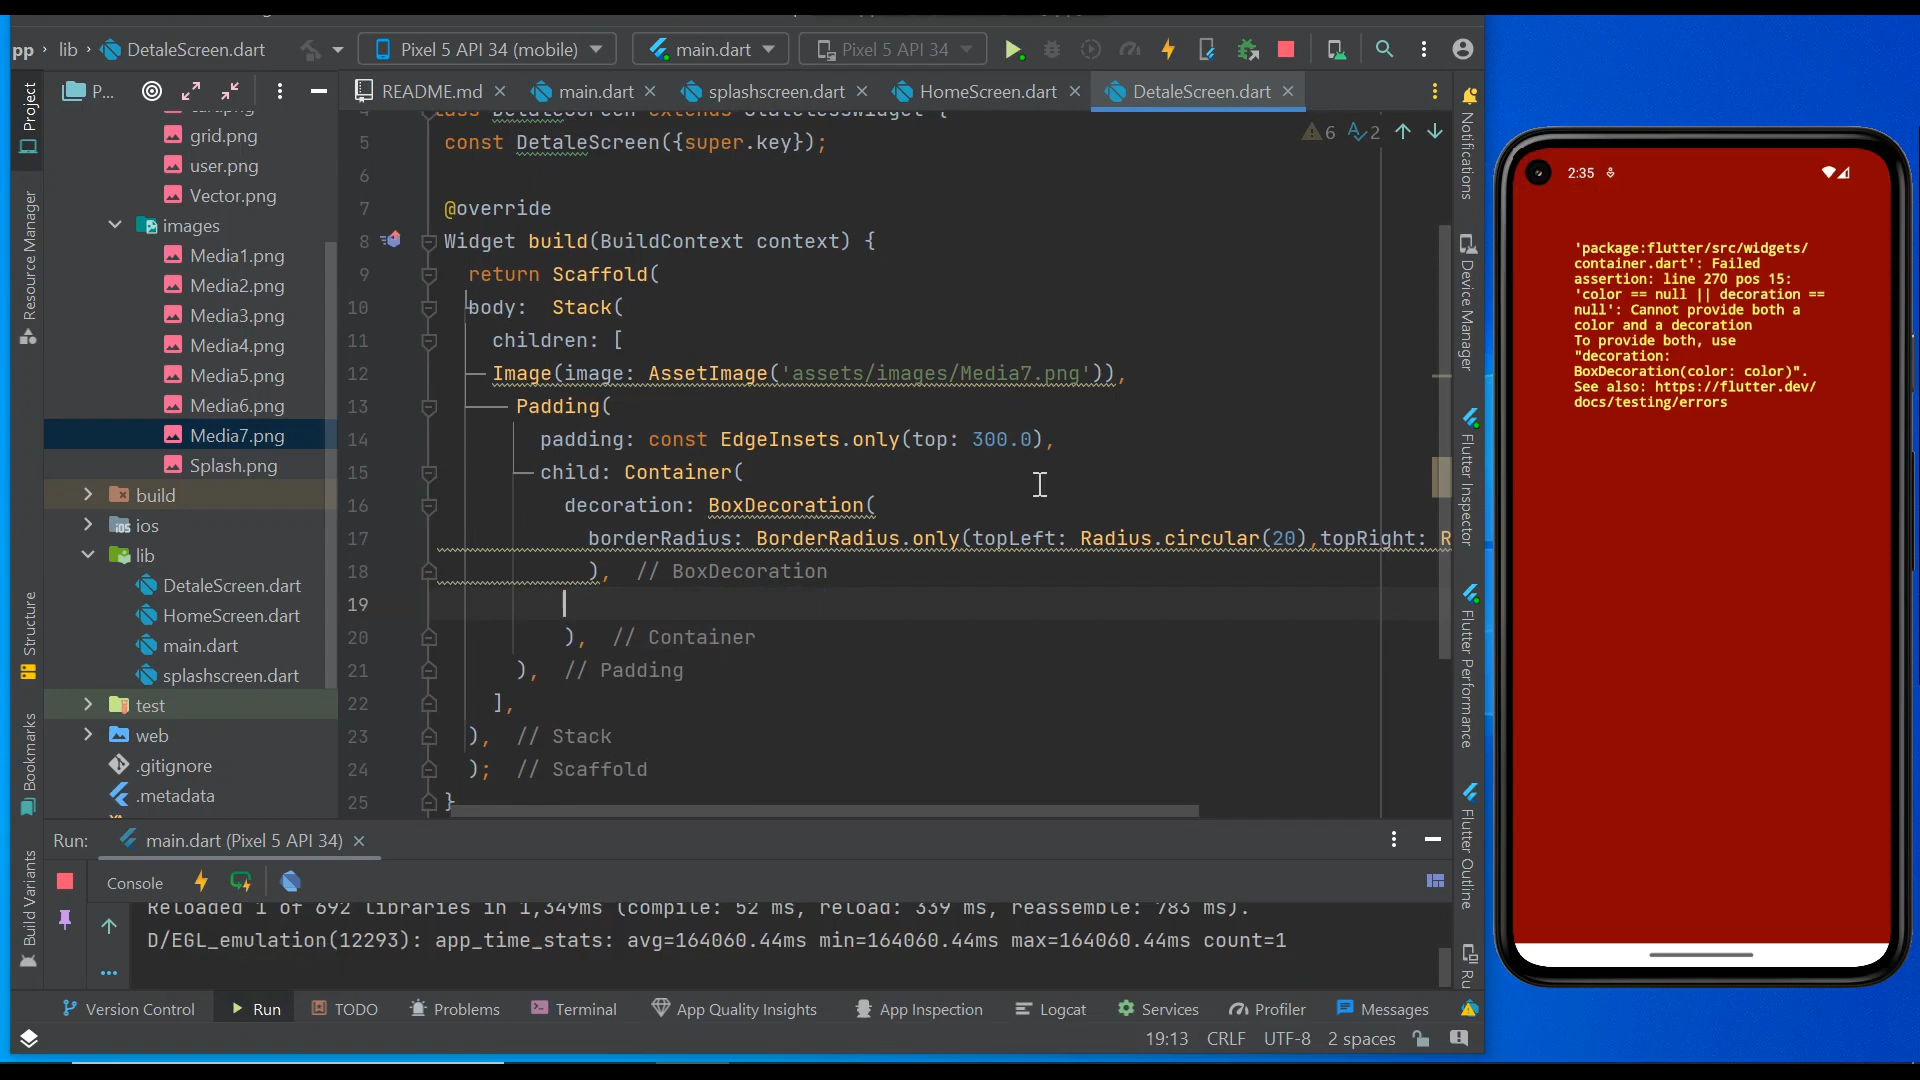 pp › lib › DetaleScreen.dart
Pixel 5 API 34 (mobile)
main.dart
Pixel 5 API 34
Project
P...
README.md
main.dart
splashscreen.dart
HomeScreen.dart
DetaleScreen.dart
grid.png
user.png
Vector.png
images
Media1.png
Media2.png
Media3.png
Media4.png
Media5.png
Media6.png
Media7.png
Splash.png
build
ios
lib
DetaleScreen.dart
HomeScreen.dart
main.dart
splashscreen.dart
test
web
.gitignore
.metadata
Resource Manager
Structure
Bookmarks
Build Variants
6 2
class DetaleScreen extends StatelessWidget {
5 const DetaleScreen({super.key});
6
7 @override
8 Widget build(BuildContext context) {
9 return Scaffold(
10 body: Stack(
11 children: [
12 Image(image: AssetImage('assets/images/Media7.png')),
13 Padding(
14 padding: const EdgeInsets.only(top: 300.0),
15 child: Container(
16 decoration: BoxDecoration(
17 borderRadius: BorderRadius.only(topLeft: Radius.circular(20),topRight: R
18 ), // BoxDecoration
19
20 ), // Container
21 ), // Padding
22 ],
23 ), // Stack
24 ); // Scaffold
25 }
Notifications
Device Manager
Flutter Inspector
Flutter Performance
Flutter Outline
Ru
Run: main.dart (Pixel 5 API 34)
Console
Reloaded 1 of 692 libraries in 1,349ms (compile: 52 ms, reload: 339 ms, reassemble: 783 ms).
D/EGL_emulation(12293): app_time_stats: avg=164060.44ms min=164060.44ms max=164060.44ms count=1
Version Control
Run
TODO
Problems
Terminal
App Quality Insights
App Inspection
Logcat
Services
Profiler
Messages
19:13 CRLF UTF-8 2 spaces
2:35
'package:flutter/src/widgets/
container.dart': Failed
assertion: line 270 pos 15:
'color == null || decoration ==
null': Cannot provide both a
color and a decoration
To provide both, use
"decoration:
BoxDecoration(color: color)".
See also: https://flutter.dev/
docs/testing/errors